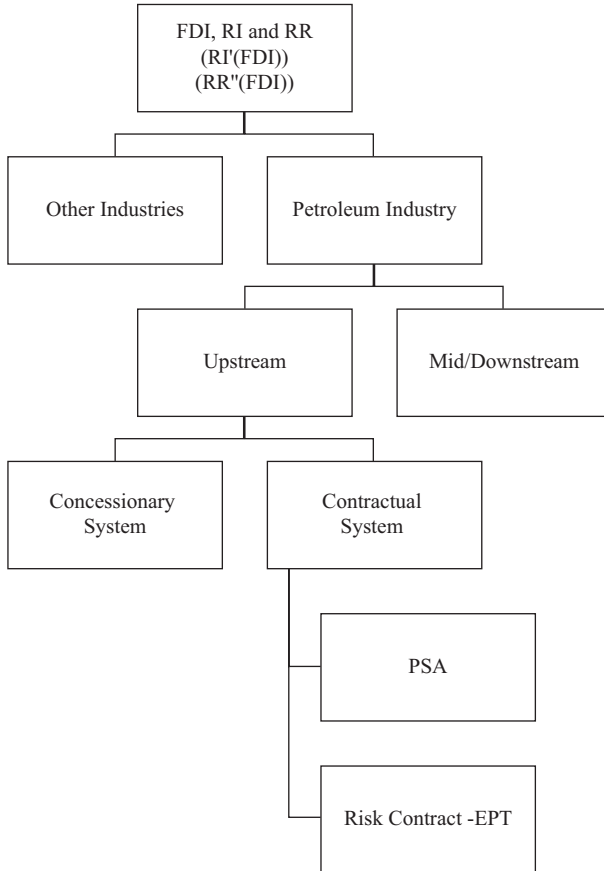 FDI, RI and RR
(RI'(FDI))
(RR"(FDI))
Other Industries
Petroleum Industry
Upstream
Mid/Downstream
Concessionary
System
Contractual
System
PSA
Risk Contract -EPT